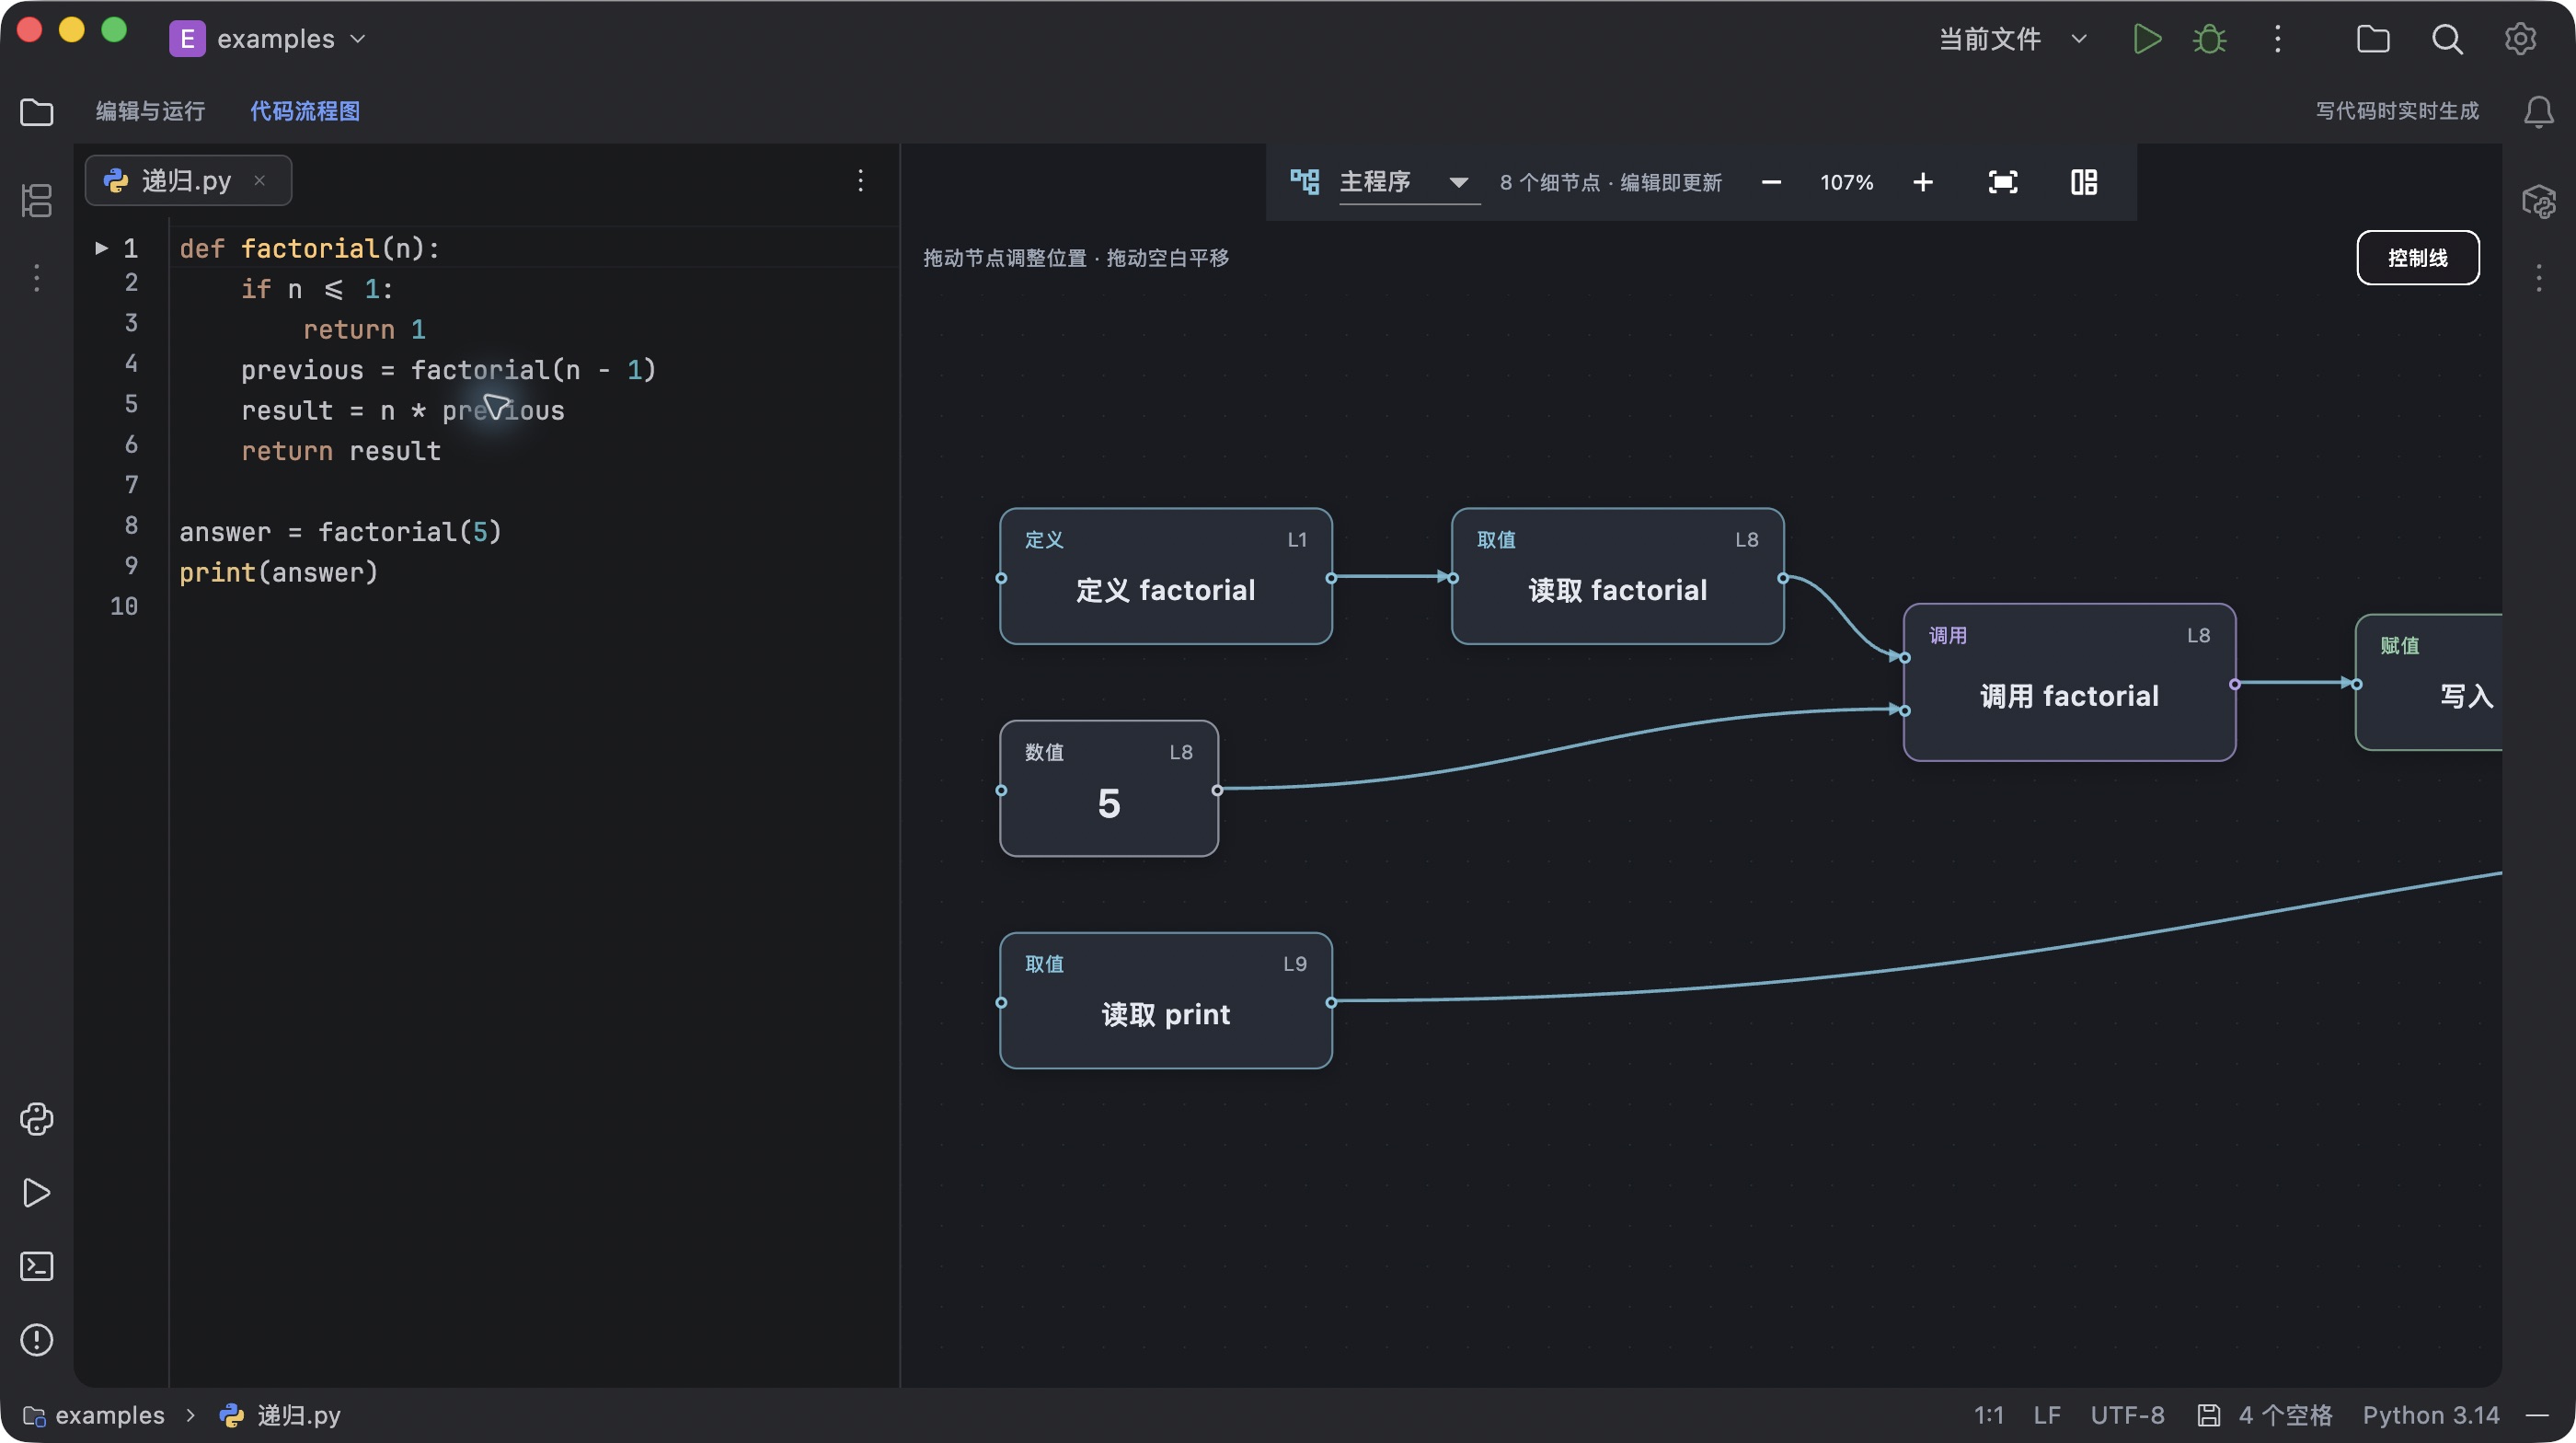 E examples
当前文件
编辑与运行 代码流程图
写代码时实时生成
递归.py
主程序 8 个细节点 · 编辑即更新 107%
拖动节点调整位置 · 拖动空白平移
控制线
1 def factorial(n):
2 if n ⩽ 1:
3 return 1
4 previous = factorial(n - 1)
5 result = n * previous
6 return result
7
8 answer = factorial(5)
9 print(answer)
10
定义 L1
定义 factorial
取值 L8
读取 factorial
调用 L8
调用 factorial
赋值
写入
数值 L8
5
取值 L9
读取 print
examples › 递归.py
1:1 LF UTF-8 4 个空格 Python 3.14